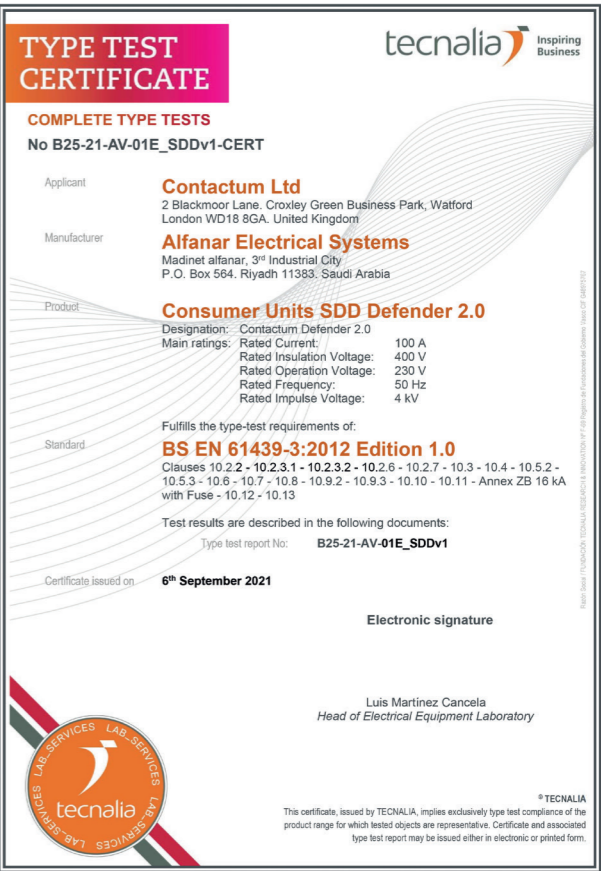 TYPE TEST
CERTIFICATE
tecnalia Inspiring
Business
COMPLETE TYPE TESTS
No B25-21-AV-01E_SDDv1-CERT
Applicant
Contactum Ltd
2 Blackmoor Lane. Croxley Green Business Park, Watford
London WD18 8GA. United Kingdom
Manufacturer
Alfanar Electrical Systems
Madinet alfanar, 3rd Industrial City
P.O. Box 564. Riyadh 11383. Saudi Arabia
Product
Consumer Units SDD Defender 2.0
Designation: Contactum Defender 2.0
Main ratings: Rated Current: 100 A
Rated Insulation Voltage: 400 V
Rated Operation Voltage: 230 V
Rated Frequency: 50 Hz
Rated Impulse Voltage: 4 kV
Fulfills the type-test requirements of:
Standard
BS EN 61439-3:2012 Edition 1.0
Clauses 10.2.2 - 10.2.3.1 - 10.2.3.2 - 10.2.6 - 10.2.7 - 10.3 - 10.4 - 10.5.2 -
10.5.3 - 10.6 - 10.7 - 10.8 - 10.9.2 - 10.9.3 - 10.10 - 10.11 - Annex ZB 16 kA
with Fuse - 10.12 - 10.13
Test results are described in the following documents:
Type test report No: B25-21-AV-01E_SDDv1
Certificate issued on 6th September 2021
Electronic signature
Luis Martínez Cancela
Head of Electrical Equipment Laboratory
LAB_SERVICES LAB_SERVICES LAB_SERVICES LAB_SERVICES
tecnalia
© TECNALIA
This certificate, issued by TECNALIA, implies exclusively type test compliance of the
product range for which tested objects are representative. Certificate and associated
type test report may be issued either in electronic or printed form.